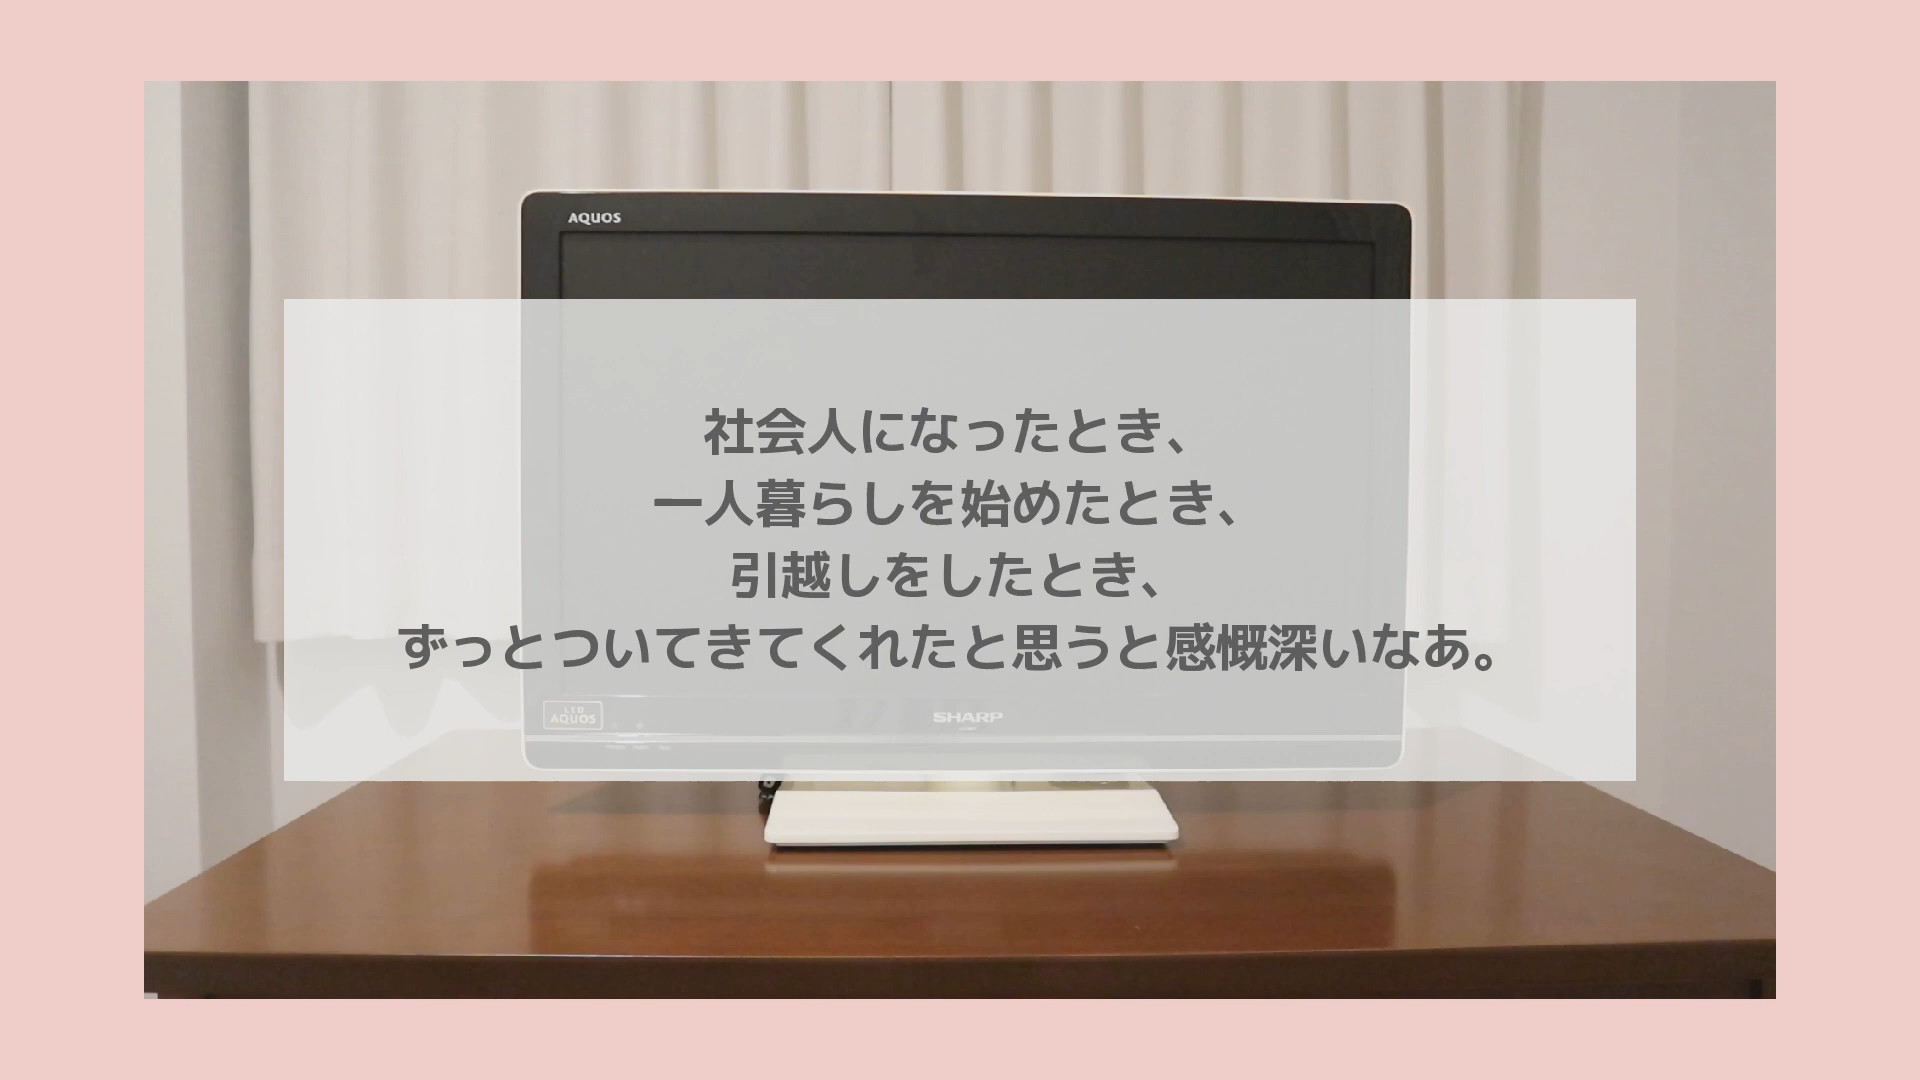 AQUOS
社会人になったとき、
一人暮らしを始めたとき、
引越しをしたとき、
ずっとついてきてくれたと思うと感慨深いなあ。
LED
AQUOS
SHARP